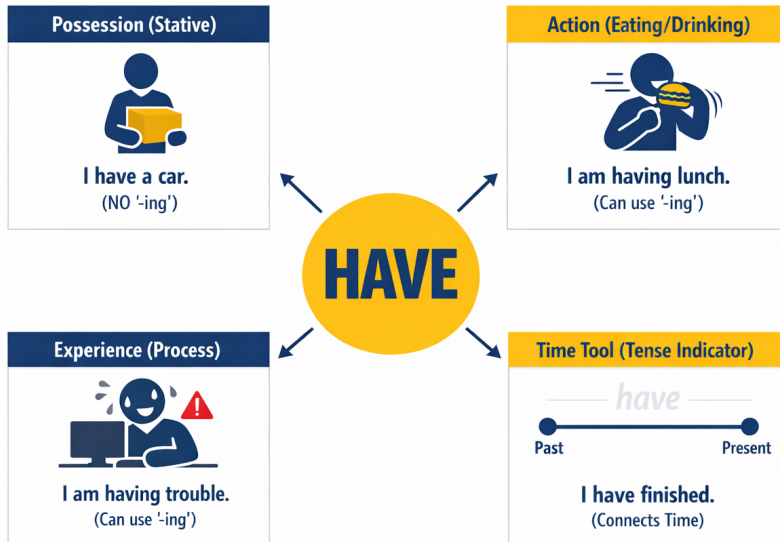 Possession (Stative)
I have a car.
(NO '-ing')
Action (Eating/Drinking)
I am having lunch.
(Can use '-ing')
HAVE
Experience (Process)
!
I am having trouble.
(Can use '-ing')
Time Tool (Tense Indicator)
have
Past Present
I have finished.
(Connects Time)